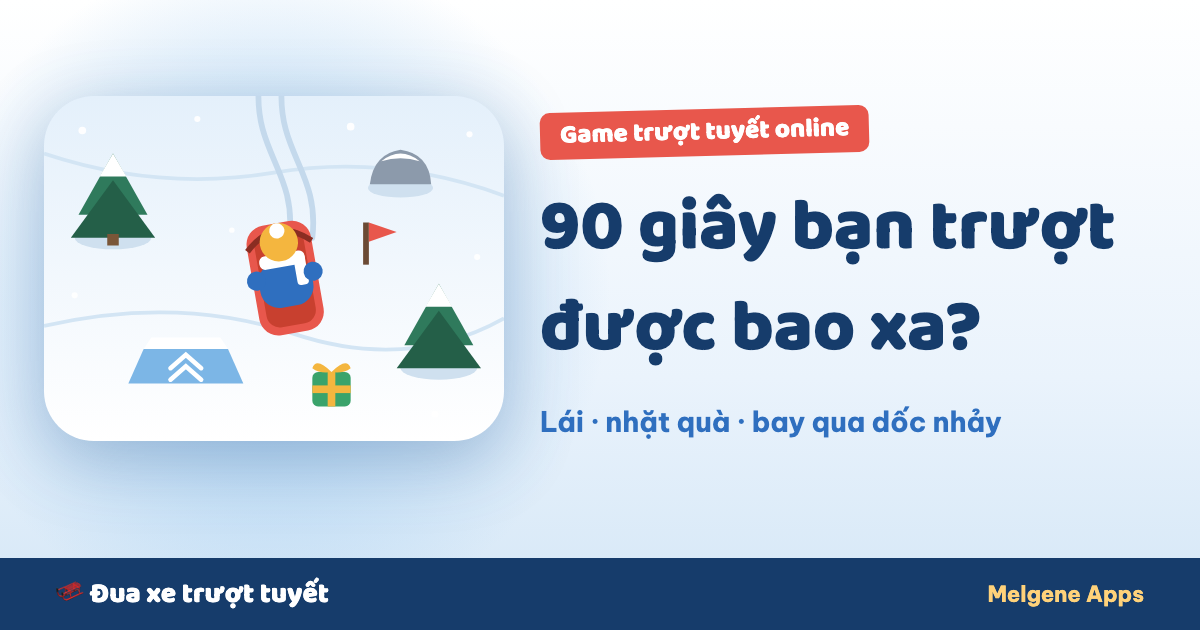 Game trượt tuyết online
90 giây bạn trượt
được bao xa?
Lái · nhặt quà · bay qua dốc nhảy
Đua xe trượt tuyết
Melgene Apps